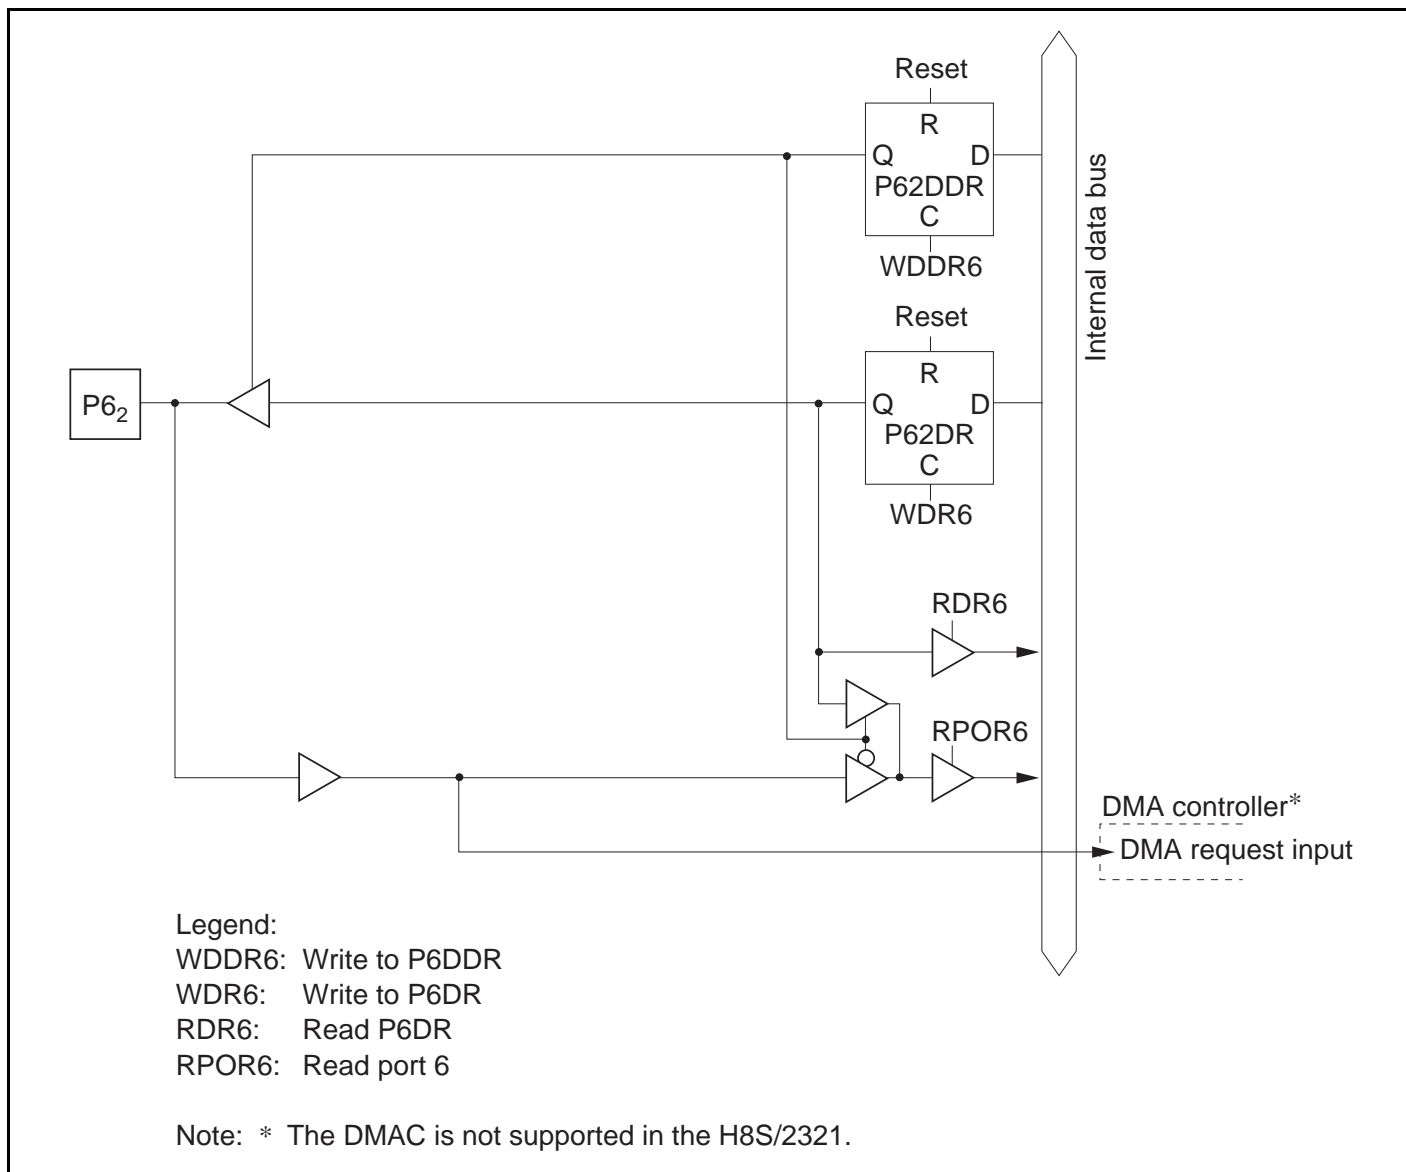 Reset
R
Q D
P62DDR
C
WDDR6
Internal data bus
Reset
R
P6₂
Q D
P62DR
C
WDR6
RDR6
RPOR6
DMA controller*
DMA request input
Legend:
WDDR6: Write to P6DDR
WDR6: Write to P6DR
RDR6: Read P6DR
RPOR6: Read port 6
Note: * The DMAC is not supported in the H8S/2321.